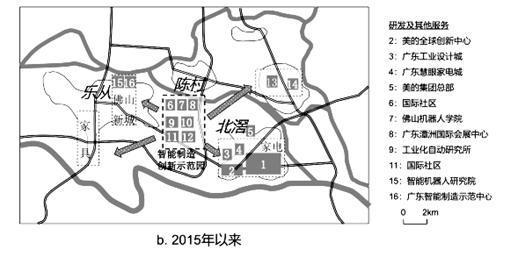 研发及其他服务
2：美的全球创新中心
3：广东工业设计城
4：广东慧眼家电城
5：美的集团总部
6：国际社区
7：佛山机器人学院
8：广东潭洲国际会展中心
9：工业化自动研究所
11：国际社区
15：智能机器人研究院
16：广东智能制造示范中心
0 2km
乐从
陈村
北滘
15 16
佛山
新城
家
具
6 7 8
9 10
11 12
智能制造
创新示范园
13 14
5
3 4
家电
2 1
b. 2015年以来